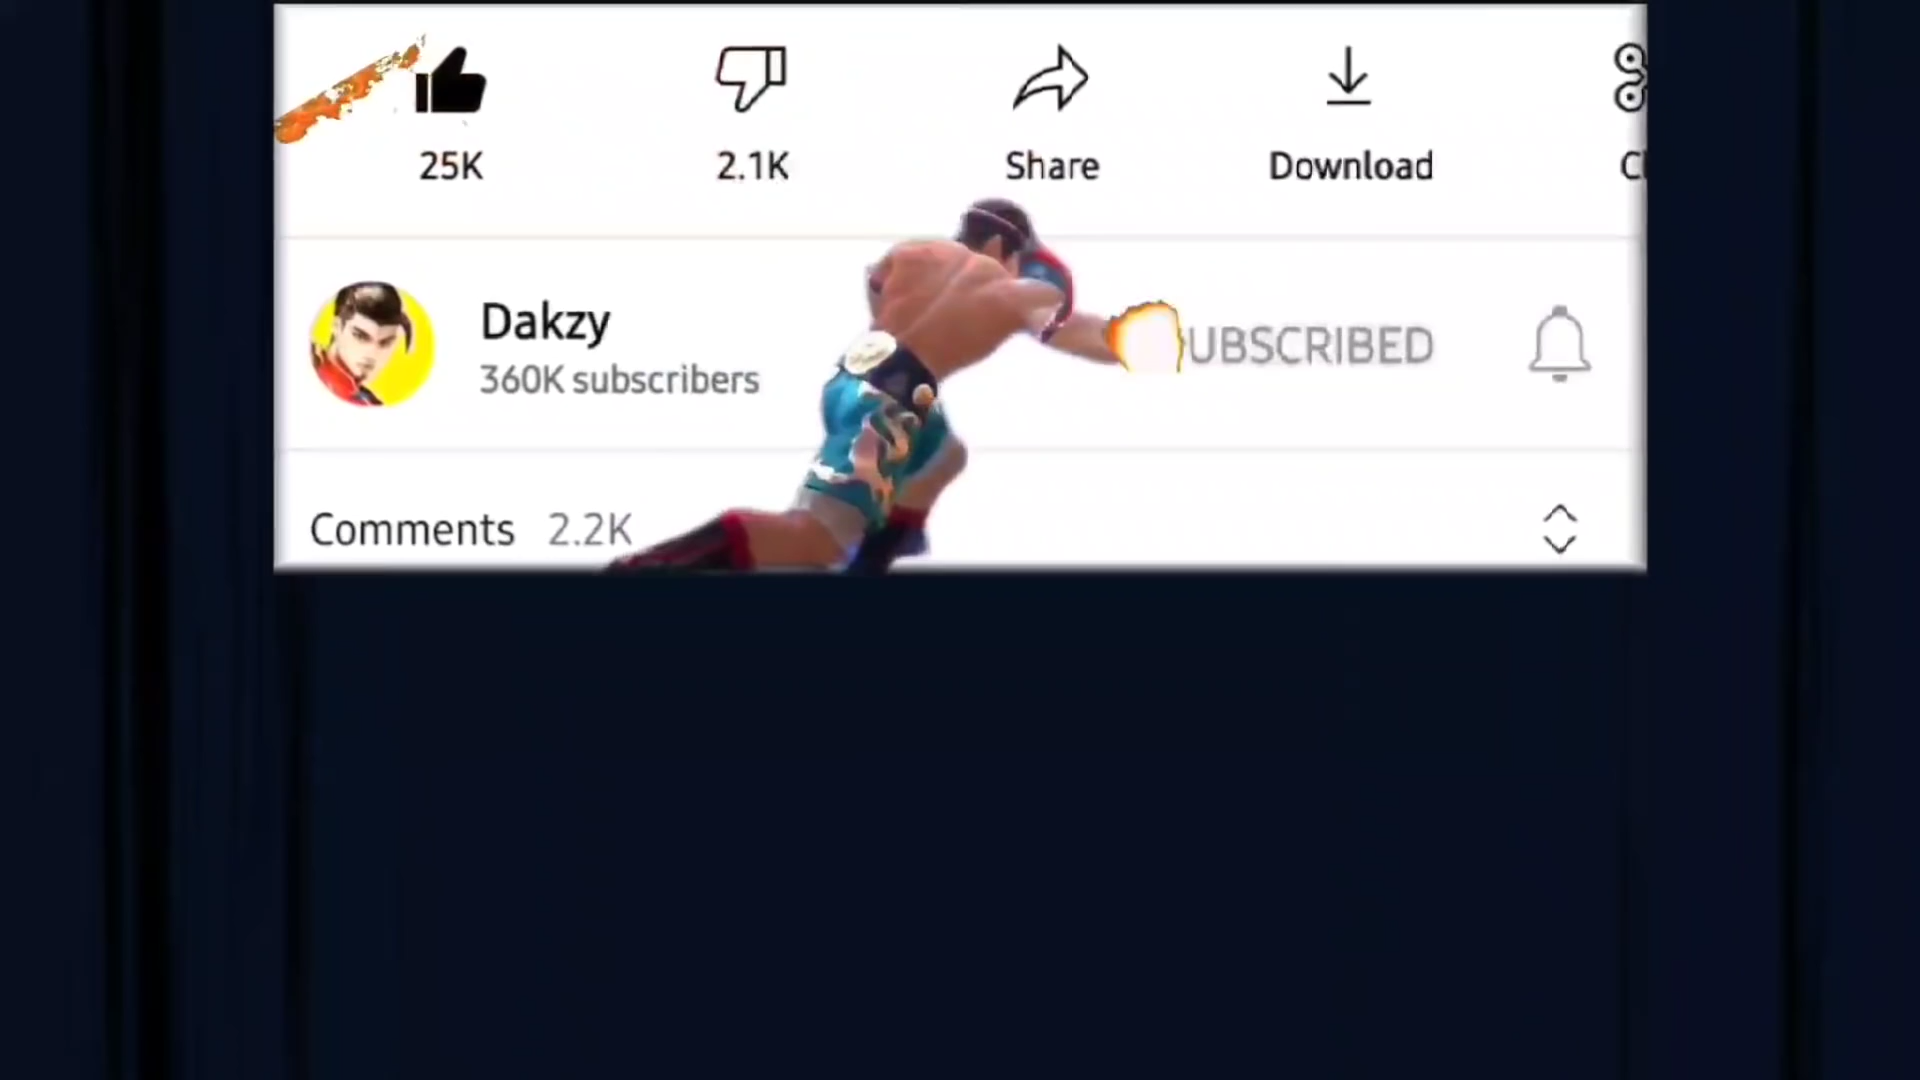 25K 2.1K Share Download
Dakzy
360K subscribers
UBSCRIBED
Comments 2.2K